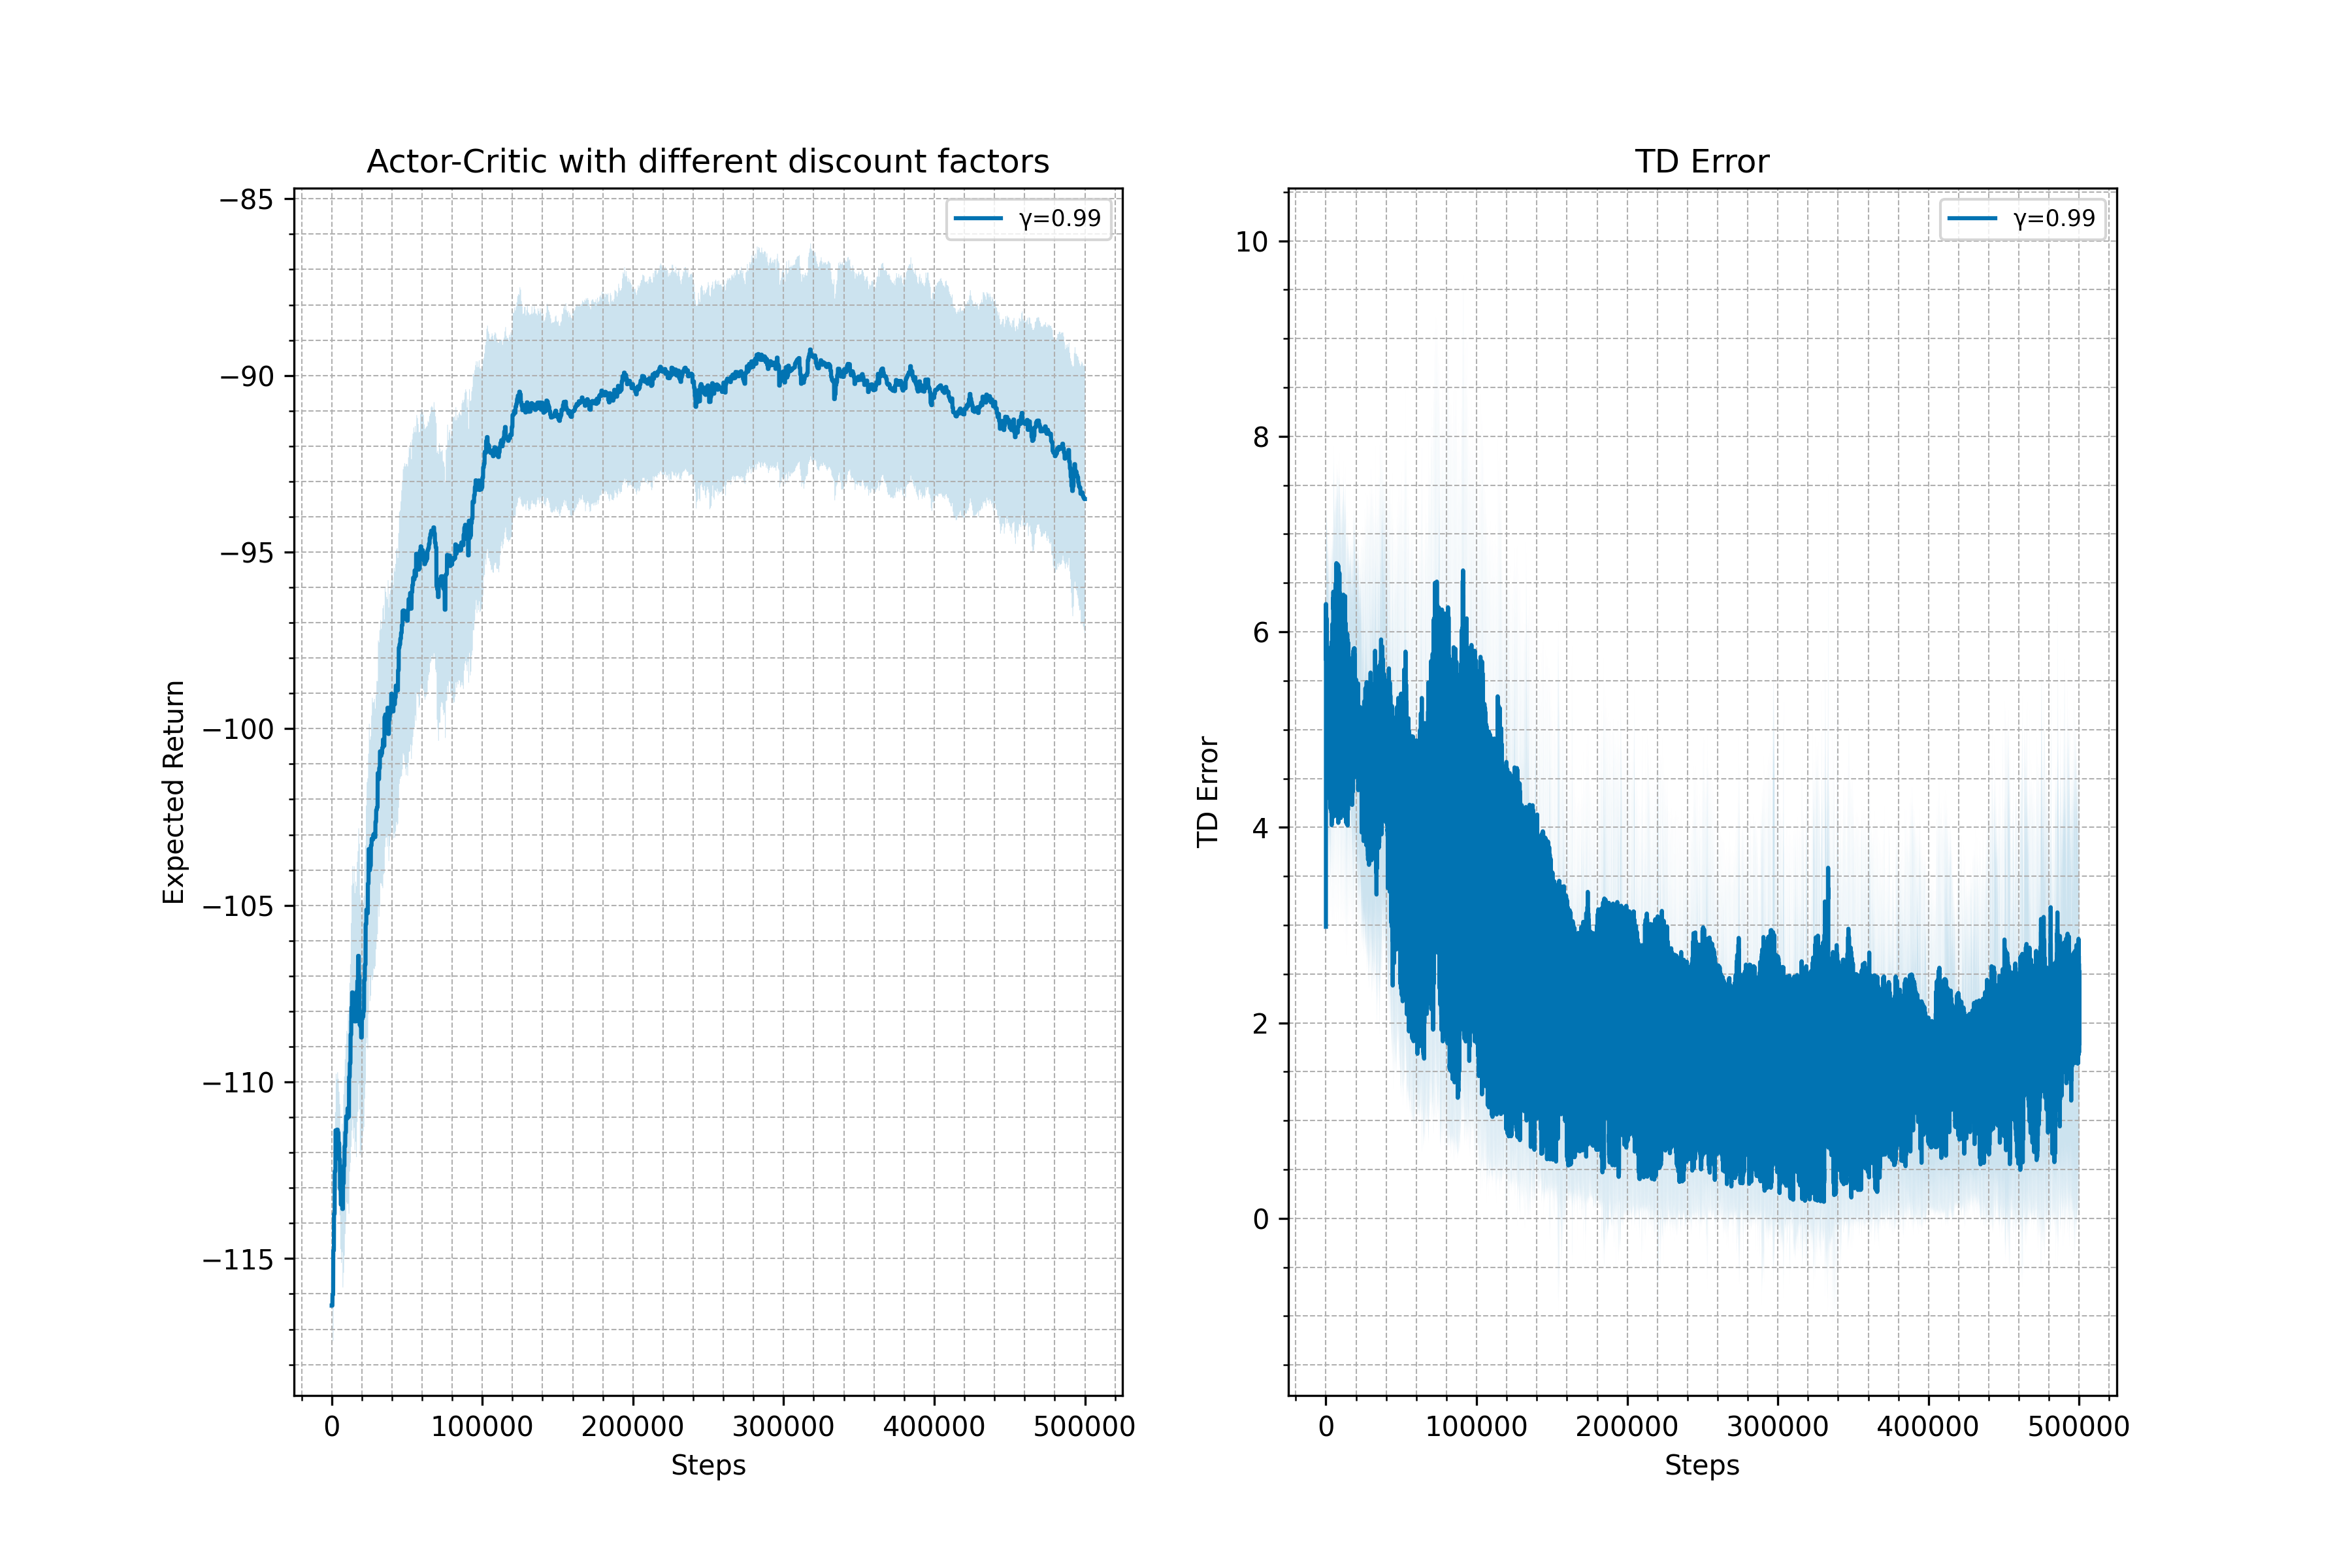 Actor-Critic with different discount factors
γ=0.99
Expected Return
−85
−90
−95
−100
−105
−110
−115
0 100000 200000 300000 400000 500000
Steps
TD Error
γ=0.99
TD Error
10
8
6
4
2
0
0 100000 200000 300000 400000 500000
Steps